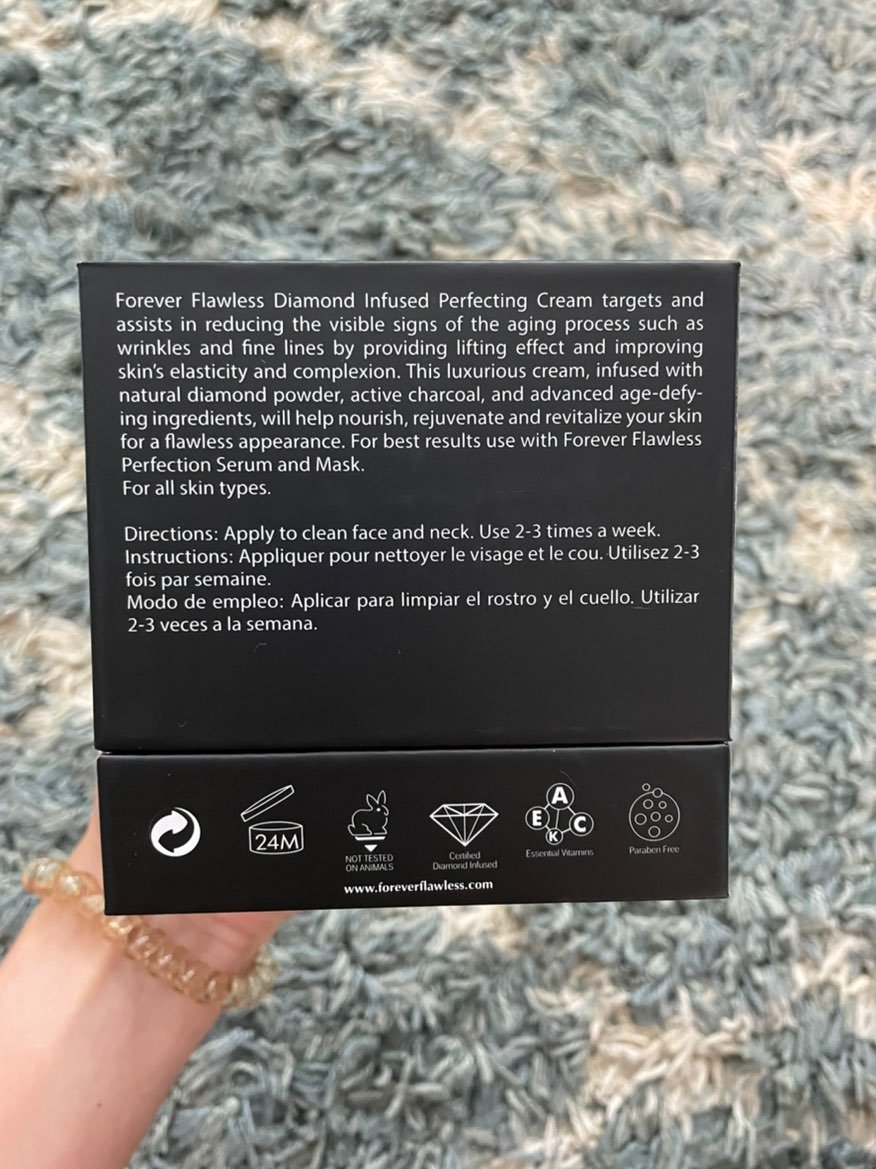 Forever Flawless Diamond Infused Perfecting Cream targets and
assists in reducing the visible signs of the aging process such as
wrinkles and fine lines by providing lifting effect and improving
skin's elasticity and complexion. This luxurious cream, infused with
natural diamond powder, active charcoal, and advanced age-defy-
ing ingredients, will help nourish, rejuvenate and revitalize your skin
for a flawless appearance. For best results use with Forever Flawless
Perfection Serum and Mask.
For all skin types.
Directions: Apply to clean face and neck. Use 2-3 times a week.
Instructions: Appliquer pour nettoyer le visage et le cou. Utilisez 2-3
fois par semaine.
Modo de empleo: Aplicar para limpiar el rostro y el cuello. Utilizar
2-3 veces a la semana.
24M
NOT TESTED
ON ANIMALS
Certified
Diamond Infused
A
E
C
K
Essential Vitamins
Paraben Free
www.foreverflawless.com